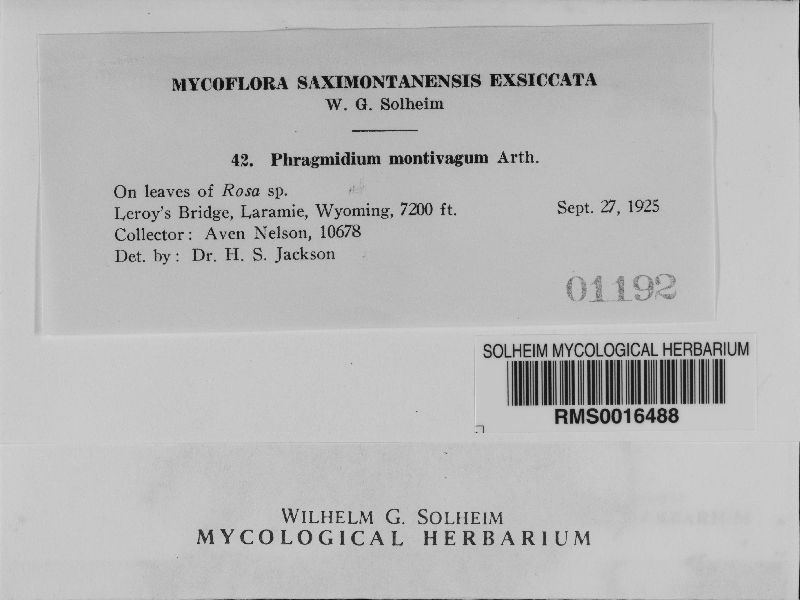 MYCOFLORA SAXIMONTANENSIS EXSICCATA
W. G. Solheim
42. Phragmidium montivagum Arth.
On leaves of Rosa sp.
Leroy's Bridge, Laramie, Wyoming, 7200 ft. Sept. 27, 1925
Collector: Aven Nelson, 10678
Det. by: Dr. H. S. Jackson
01192
SOLHEIM MYCOLOGICAL HERBARIUM
RMS0016488
WILHELM G. SOLHEIM
MYCOLOGICAL HERBARIUM